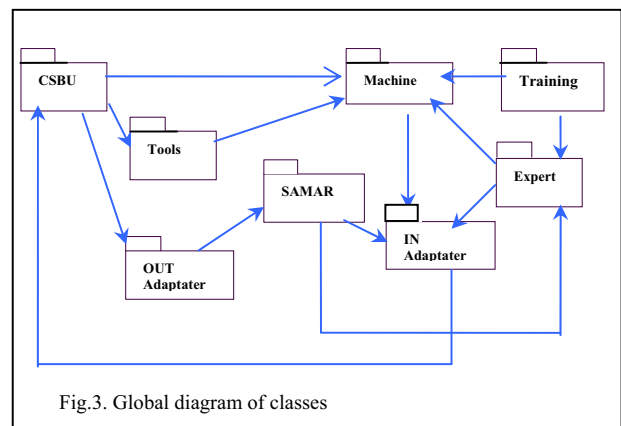 CSBU
Machine
Training
Tools
Expert
SAMAR
IN
Adaptater
OUT
Adaptater
Fig.3. Global diagram of classes